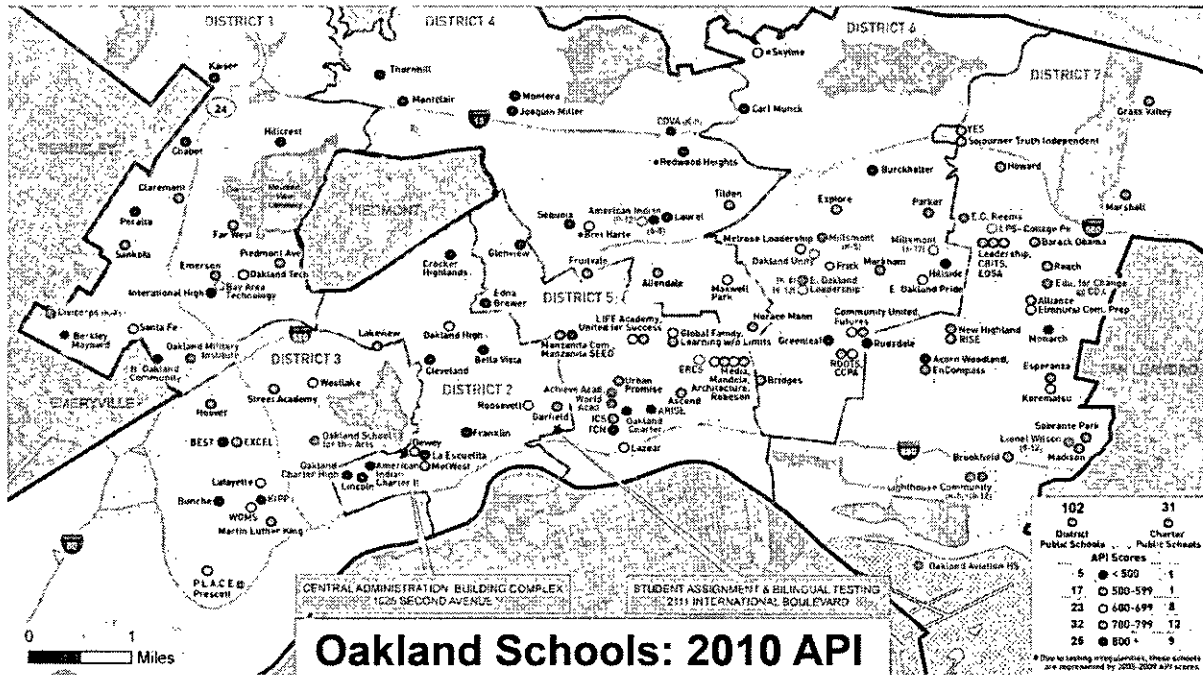 DISTRICT 1
DISTRICT 4
DISTRICT 6
DISTRICT 7
Skyline
Kaiser
Thornhill
24
Montclair
Montera
Joaquin Miller
Carl Munck
Grass Valley
Chabot
Hillcrest
Redwood Heights
YES
Sojourner Truth Independent
Burckhalter
Howard
Claremont
PIEDMONT
Tilden
Explore
Parker
Marshall
Peralta
Far West
Sequoia
American Indian
Laurel
Bret Harte
E.C. Reems
Barack Obama
Leadership,
Sankofa
Piedmont Ave
Emerson
Oakland Tech
Bay Area
Technology
International High
Crocker
Highlands
Glenview
Fruitvale
Allendale
Maxwell
Park
Melrose Leadership
Millsmont
Frick
Markham
Hillside
E. Oakland Pride
E. Oakland
Leadership
Reach
Edu. for Change
Alliance
Monarch
Berkley
Maynard
Santa Fe
Oakland Military
Institute
Lakeview
Edna
Brewer
DISTRICT 5
LIFE Academy,
United for Success
Global Family,
Learning w/o Limits
Horace Mann
Community United,
Futures
Greenleaf
Rudsdale
New Highland
RISE
DISTRICT 3
Oakland High
Bella Vista
Cleveland
Manzanita Com.
Manzanita SEED
DISTRICT 2
ERCS
Media,
Mandela,
Architecture,
Robeson
Bridges
ROOTS
CCPA
Acorn Woodland,
EnCompass
Esperanza
Korematsu
SAN LEANDRO
EMERYVILLE
Westlake
Street Academy
Hoover
Roosevelt
Achieve Acad
World
Acad
Urban
Promise
Ascend
ARISE
Oakland
Charter
ICS
TCN
Garfield
Lazear
BEST
EXCEL
Oakland School
for the Arts
Franklin
Dewey
La Escuelita
MetWest
Oakland
Charter High
American
Indian
Charter II
Lincoln
Sobrante Park
Lionel Wilson
Madison
Brookfield
Lighthouse Community
Lafayette
KIPP
Bunche
WOMS
Martin Luther King
P.L.A.C.E @
Prescott
Oakland Aviation HS
102
District
Public Schools
31
Charter
Public Schools
API Scores
5 < 500 1
17 500-599 1
23 600-699 8
32 700-799 12
25 800 + 9
CENTRAL ADMINISTRATION BUILDING COMPLEX
1025 SECOND AVENUE
STUDENT ASSIGNMENT & BILINGUAL TESTING
2111 INTERNATIONAL BOULEVARD
0 1 Miles
Oakland Schools: 2010 API